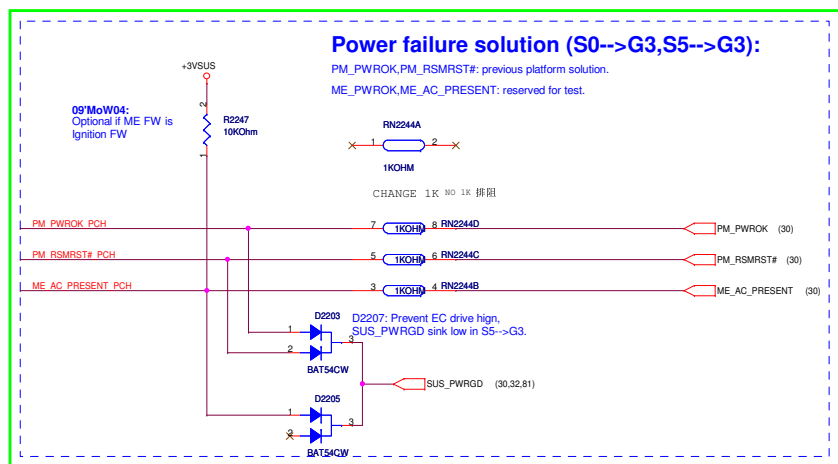 Power failure solution (S0-->G3,S5-->G3):
PM_PWROK,PM_RSMRST#: previous platform solution.
ME_PWROK,ME_AC_PRESENT: reserved for test.
+3VSUS
09'MoW04:
Optional if ME FW is
Ignition FW
2
R2247
10KOhm
1
RN2244A
1
2
1KOHM
CHANGE 1K NO 1K 排阻
PM_PWROK_PCH
7
1KOHM
8
RN2244D
PM_PWROK (30)
PM_RSMRST#_PCH
5
1KOHM
6
RN2244C
PM_RSMRST# (30)
ME_AC_PRESENT_PCH
3
1KOHM
4
RN2244B
ME_AC_PRESENT (30)
D2203
D2207: Prevent EC drive hign,
SUS_PWRGD sink low in S5-->G3.
1
3
2
BAT54CW
SUS_PWRGD (30,32,81)
D2205
1
3
2
BAT54CW